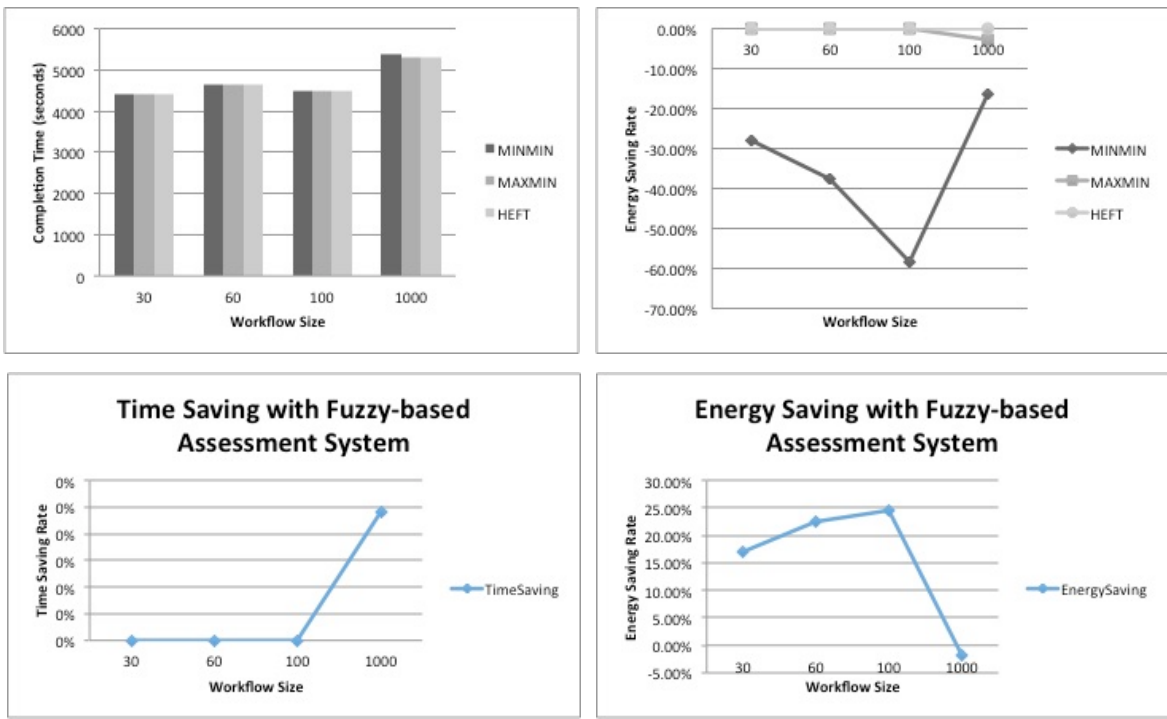 6000
5000
4000
3000
2000
1000
0
Completion Time (seconds)
30 60 100 1000
Workflow Size
MINMIN
MAXMIN
HEFT
0.00%
-10.00%
-20.00%
-30.00%
-40.00%
-50.00%
-60.00%
-70.00%
Energy Saving Rate
30 60 100 1000
Workflow Size
MINMIN
MAXMIN
HEFT
Time Saving with Fuzzy-based
Assessment System
0%
0%
0%
0%
0%
0%
0%
Time Saving Rate
30 60 100 1000
Workflow Size
TimeSaving
Energy Saving with Fuzzy-based
Assessment System
30.00%
25.00%
20.00%
15.00%
10.00%
5.00%
0.00%
-5.00%
Energy Saving Rate
30 60 100 1000
Workflow Size
EnergySaving